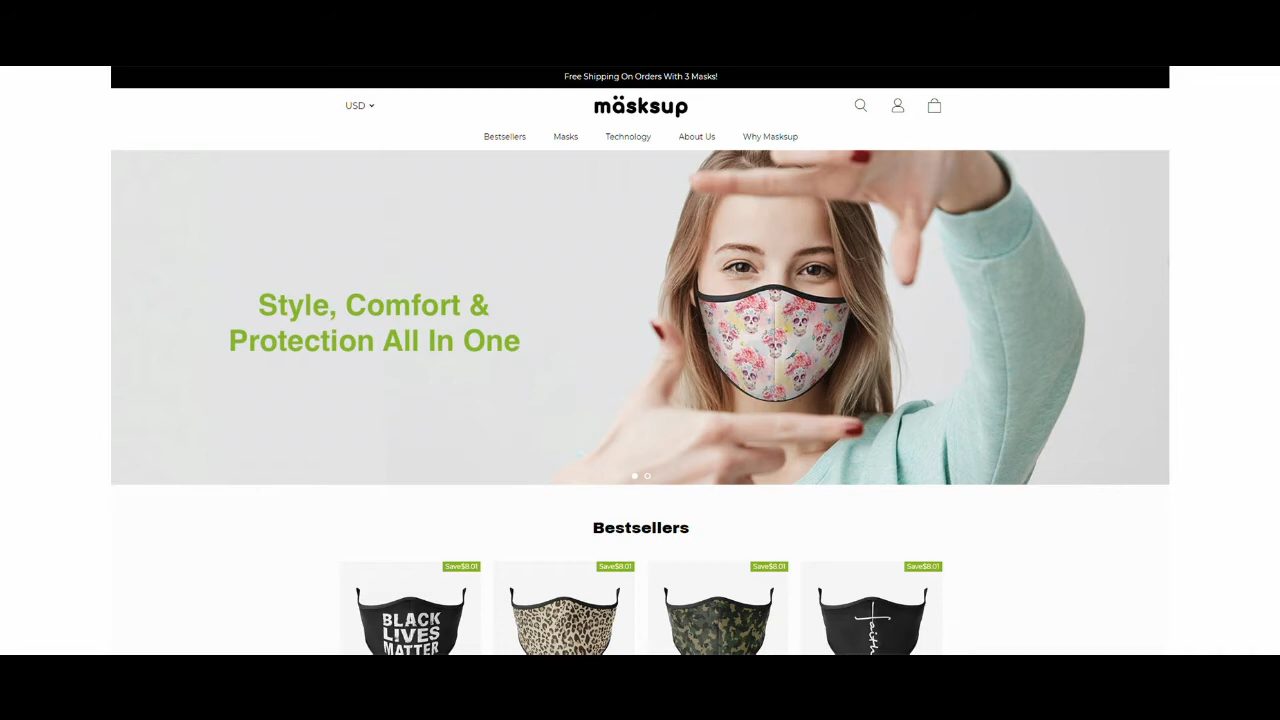 Free Shipping On Orders With 3 Masks!
USD
mäsksup
Bestsellers Masks Technology About Us Why Masksup
Style, Comfort &
Protection All In One
Bestsellers
Save$8.01 Save$8.01 Save$8.01 Save$8.01
BLACK
LIVES
MATTER
faith